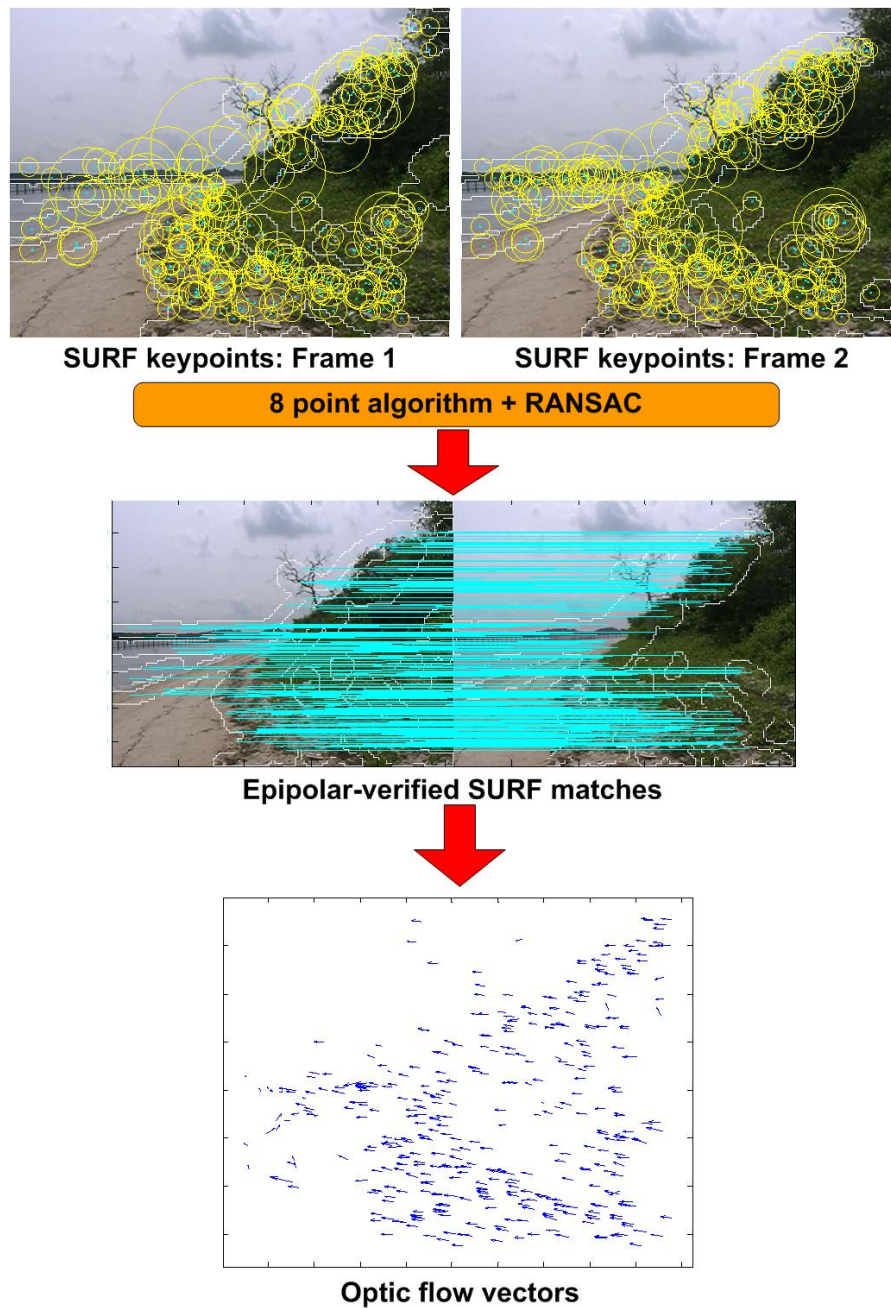 SURF keypoints: Frame 1
SURF keypoints: Frame 2
8 point algorithm + RANSAC
Epipolar-verified SURF matches
Optic flow vectors